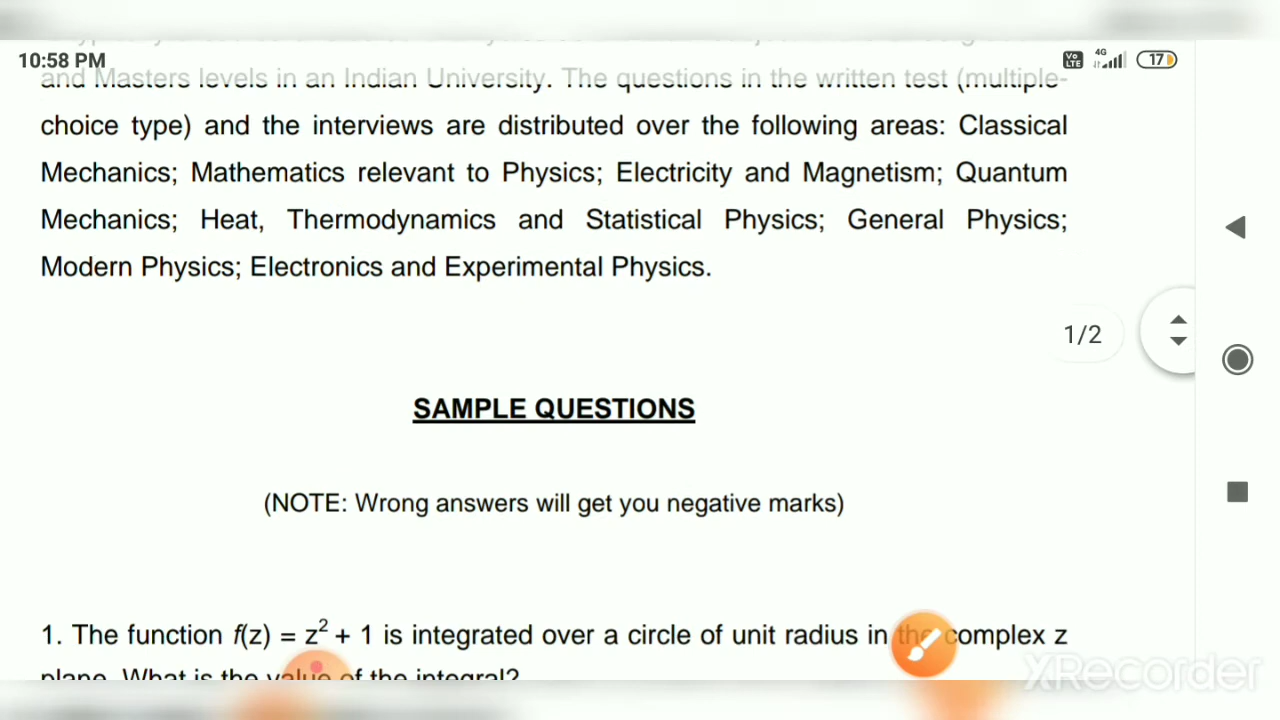 10:58 PM
Vo LTE 4G 17
and Masters levels in an Indian University. The questions in the written test (multiple-
choice type) and the interviews are distributed over the following areas: Classical
Mechanics; Mathematics relevant to Physics; Electricity and Magnetism; Quantum
Mechanics; Heat, Thermodynamics and Statistical Physics; General Physics;
Modern Physics; Electronics and Experimental Physics.
1/2
SAMPLE QUESTIONS
(NOTE: Wrong answers will get you negative marks)
1. The function f(z) = z² + 1 is integrated over a circle of unit radius in the complex z
plane. What is the value of the integral?
XRecorder